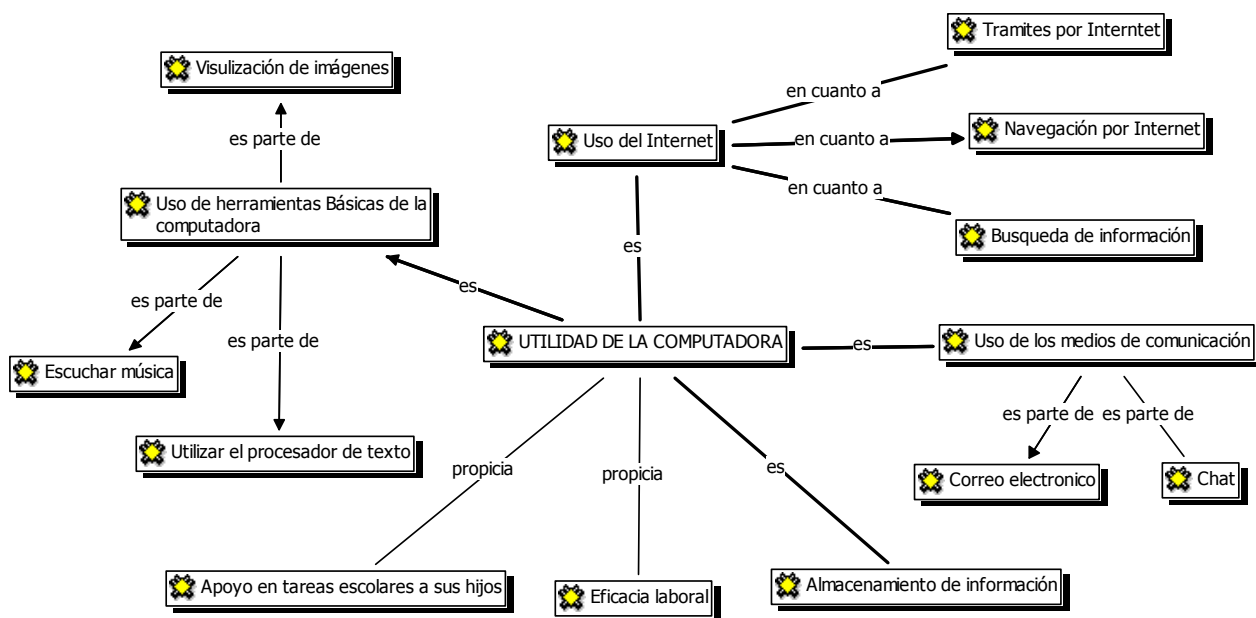 Tramites por Interntet
Visulización de imágenes
en cuanto a
es parte de
Uso del Internet
en cuanto a
Navegación por Internet
en cuanto a
Uso de herramientas Básicas de la
computadora
Busqueda de información
es
es
es parte de
es parte de
UTILIDAD DE LA COMPUTADORA
es
Uso de los medios de comunicación
Escuchar música
es parte de
es parte de
Utilizar el procesador de texto
propicia
propicia
es
Correo electronico
Chat
Apoyo en tareas escolares a sus hijos
Eficacia laboral
Almacenamiento de información